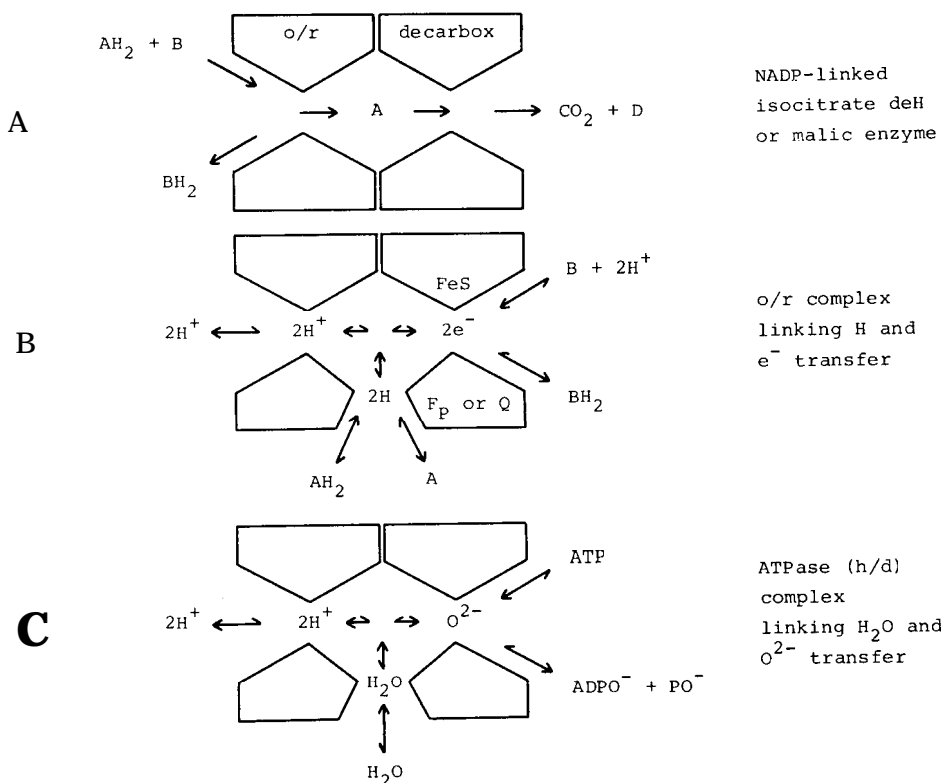 o/r decarbox
AH₂ + B
A → A → CO₂ + D
BH₂
NADP-linked
isocitrate deH
or malic enzyme
B + 2H⁺
FeS
B 2H⁺ ↔ 2H⁺ ↔ ↔ 2e⁻
2H
F_p or Q
BH₂
AH₂ A
o/r complex
linking H and
e⁻ transfer
ATP
C 2H⁺ ↔ 2H⁺ ↔ ↔ O²⁻
H₂O
ADPO⁻ + PO⁻
H₂O
ATPase (h/d)
complex
linking H₂O and
O²⁻ transfer